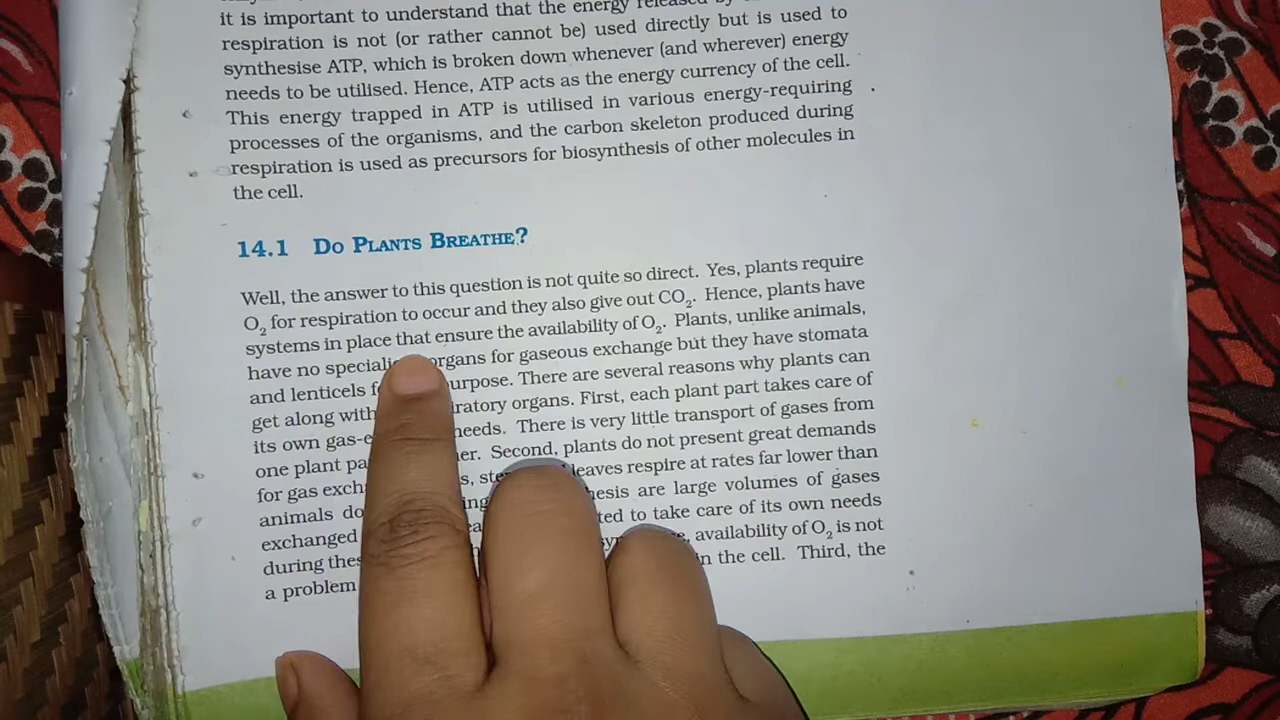 it is important to understand that the energy released by
respiration is not (or rather cannot be) used directly but is used to
synthesise ATP, which is broken down whenever (and wherever) energy
needs to be utilised. Hence, ATP acts as the energy currency of the cell.
This energy trapped in ATP is utilised in various energy-requiring
processes of the organisms, and the carbon skeleton produced during
respiration is used as precursors for biosynthesis of other molecules in
the cell.
14.1 DO PLANTS BREATHE?
Well, the answer to this question is not quite so direct. Yes, plants require
O₂ for respiration to occur and they also give out CO₂. Hence, plants have
systems in place that ensure the availability of O₂. Plants, unlike animals,
have no organs for gaseous exchange but they have stomata
and lenticels purpose. There are several reasons why plants can
get along with organs. First, each plant part takes care of
its own needs. There is very little transport of gases from
one plant Second, plants do not present great demands
for gas leaves respire at rates far lower than
animals do are large volumes of gases
exchanged to take care of its own needs
during availability of O₂ is not
a problem in the cell. Third, the